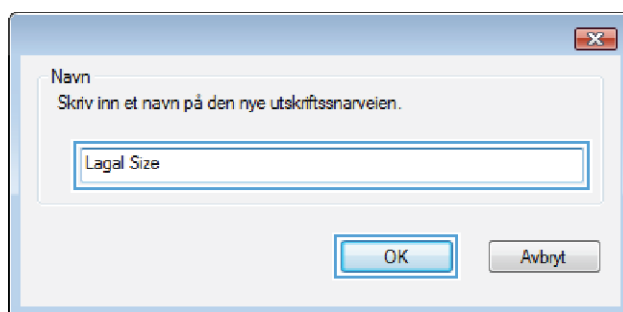 Navn
Skriv inn et navn på den nye utskriftssnarveien.
Lagal Size
OK
Avbryt